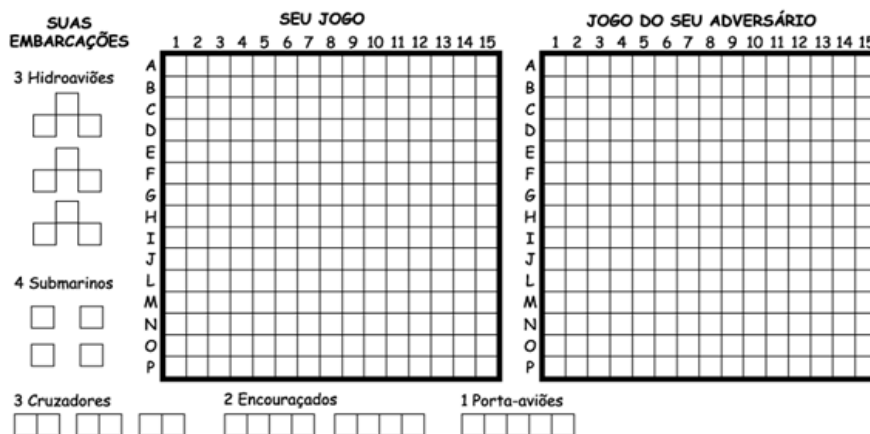 SUAS
EMBARCAÇÕES
SEU JOGO
JOGO DO SEU ADVERSÁRIO
1 2 3 4 5 6 7 8 9 10 11 12 13 14 15
1 2 3 4 5 6 7 8 9 10 11 12 13 14 15
3 Hidroaviões
4 Submarinos
A
B
C
D
E
F
G
H
I
J
L
M
N
O
P
A
B
C
D
E
F
G
H
I
J
L
M
N
O
P
3 Cruzadores
2 Encouraçados
1 Porta-aviões